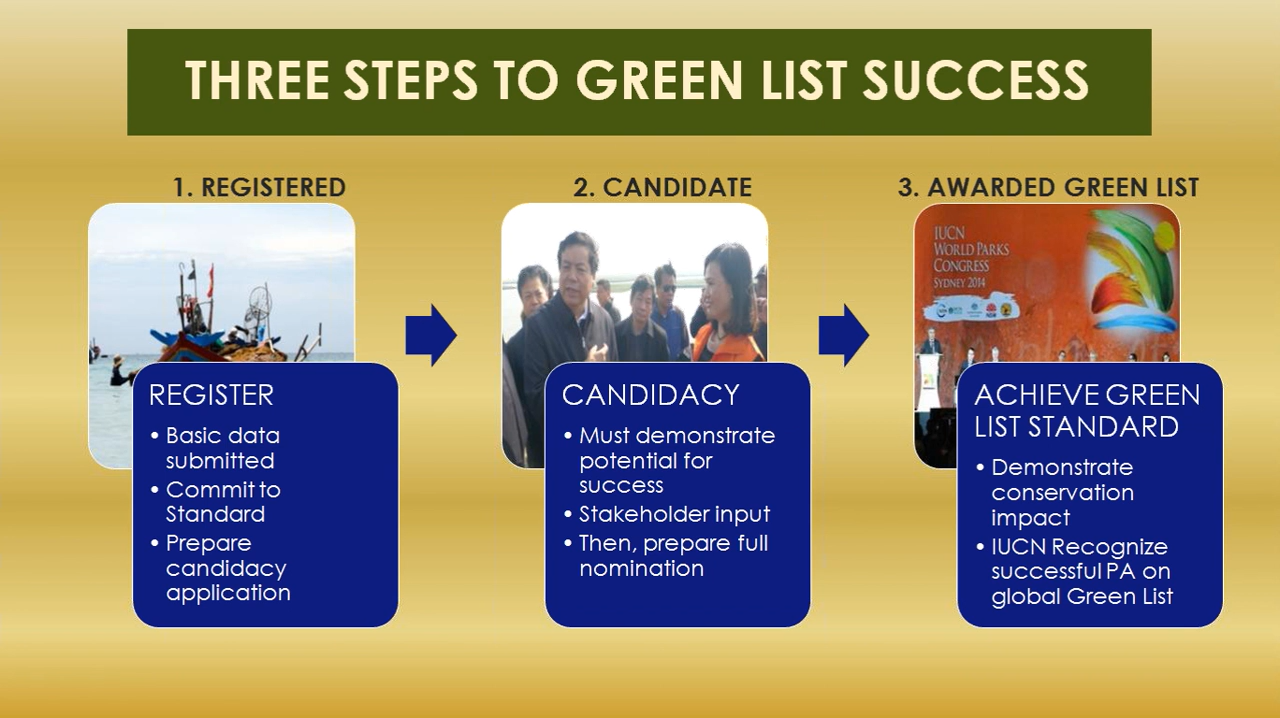 THREE STEPS TO GREEN LIST SUCCESS
1. REGISTERED
2. CANDIDATE
3. AWARDED GREEN LIST
IUCN
WORLD PARKS
CONGRESS
SYDNEY 2014
REGISTER
• Basic data
submitted
• Commit to
Standard
• Prepare
candidacy
application
CANDIDACY
• Must demonstrate
potential for
success
• Stakeholder input
• Then, prepare full
nomination
ACHIEVE GREEN
LIST STANDARD
• Demonstrate
conservation
impact
• IUCN Recognize
successful PA on
global Green List